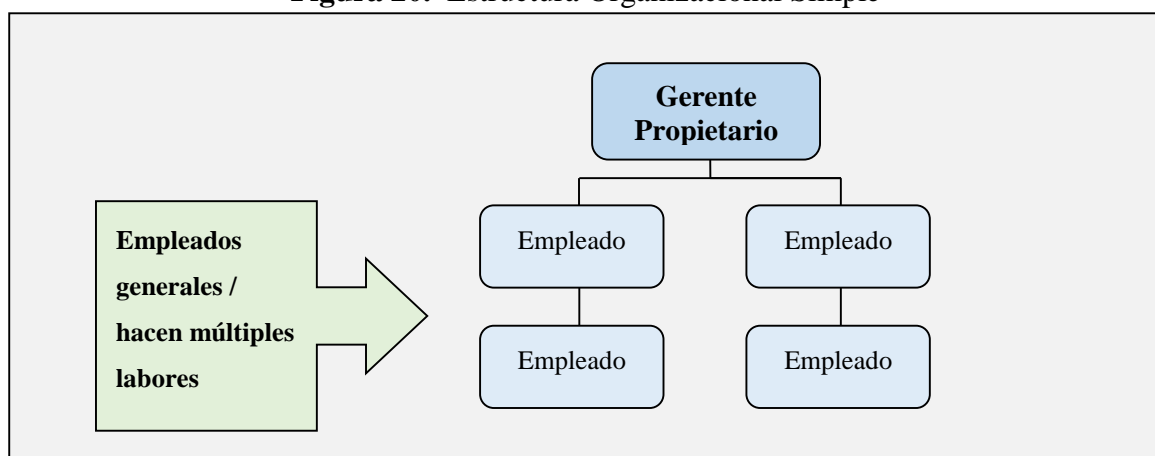 Estructura Organizacional Simple
Gerente
Propietario
Empleados
generales /
hacen múltiples
labores
Empleado
Empleado
Empleado
Empleado